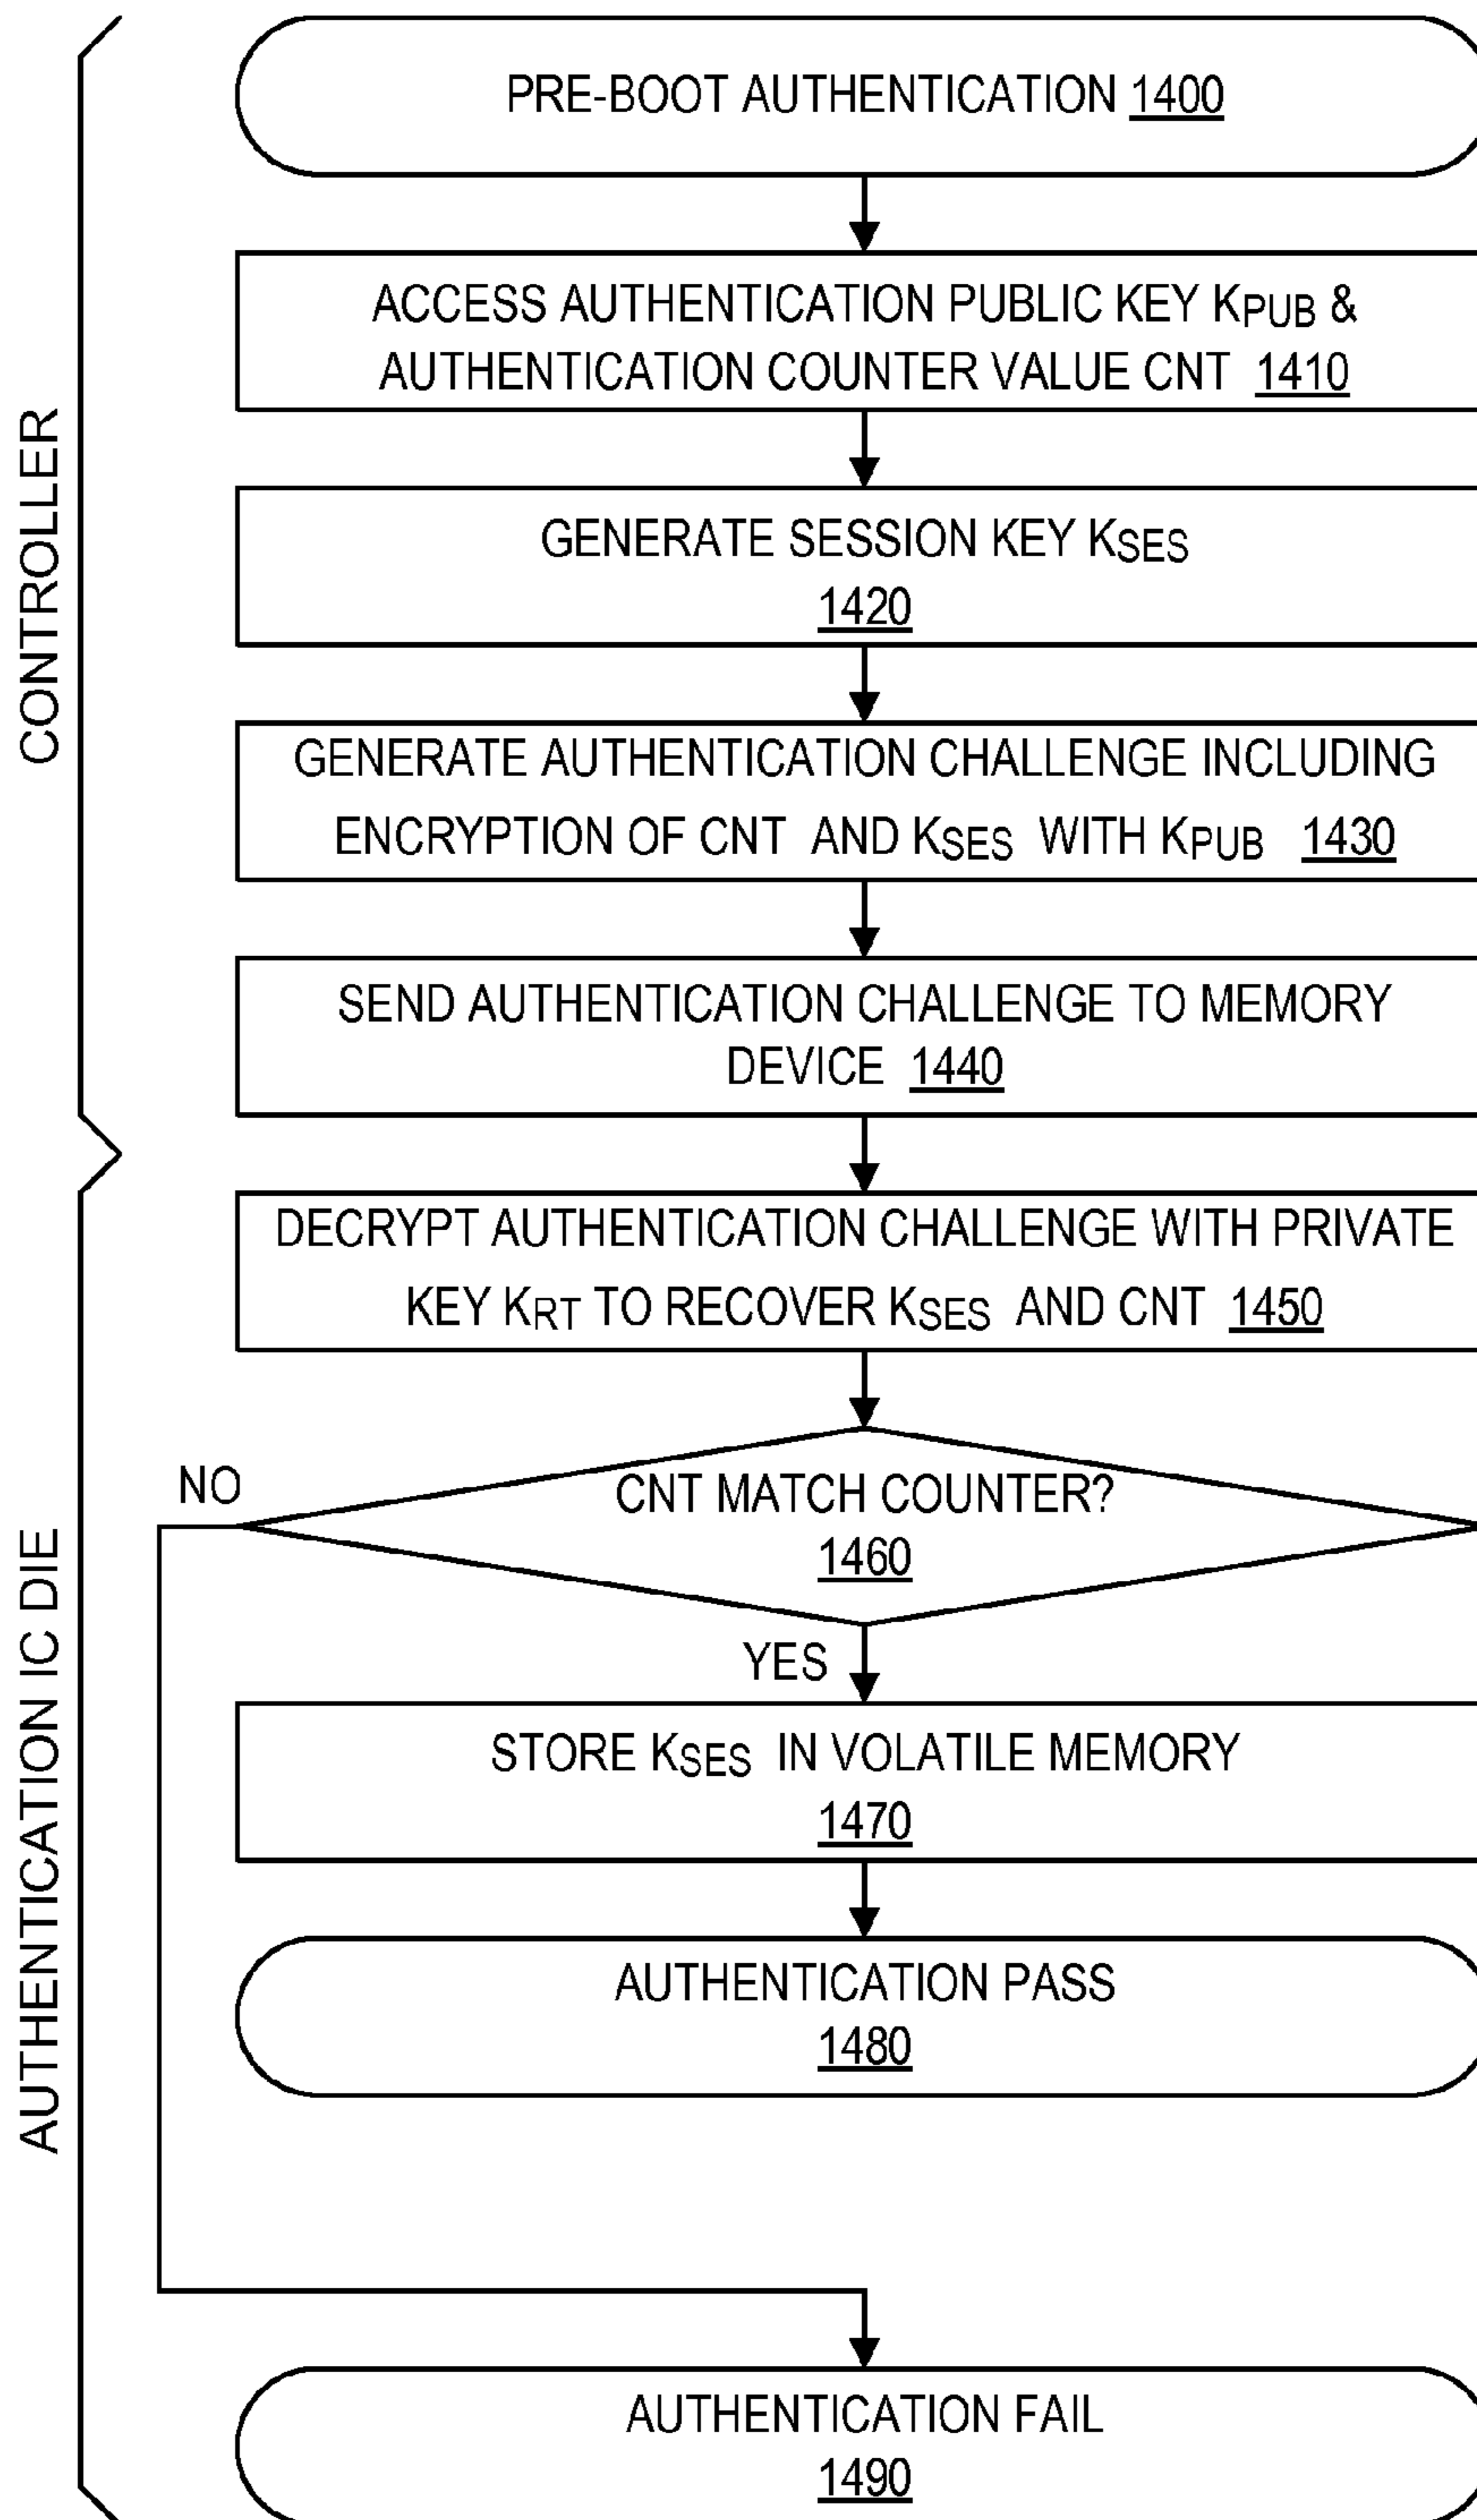 CONTROLLER
PRE-BOOT AUTHENTICATION 1400
ACCESS AUTHENTICATION PUBLIC KEY KPUB &
AUTHENTICATION COUNTER VALUE CNT 1410
GENERATE SESSION KEY KSES
1420
GENERATE AUTHENTICATION CHALLENGE INCLUDING
ENCRYPTION OF CNT AND KSES WITH KPUB 1430
SEND AUTHENTICATION CHALLENGE TO MEMORY
DEVICE 1440
AUTHENTICATION IC DIE
DECRYPT AUTHENTICATION CHALLENGE WITH PRIVATE
KEY KRT TO RECOVER KSES AND CNT 1450
NO
CNT MATCH COUNTER?
1460
YES
STORE KSES IN VOLATILE MEMORY
1470
AUTHENTICATION PASS
1480
AUTHENTICATION FAIL
1490